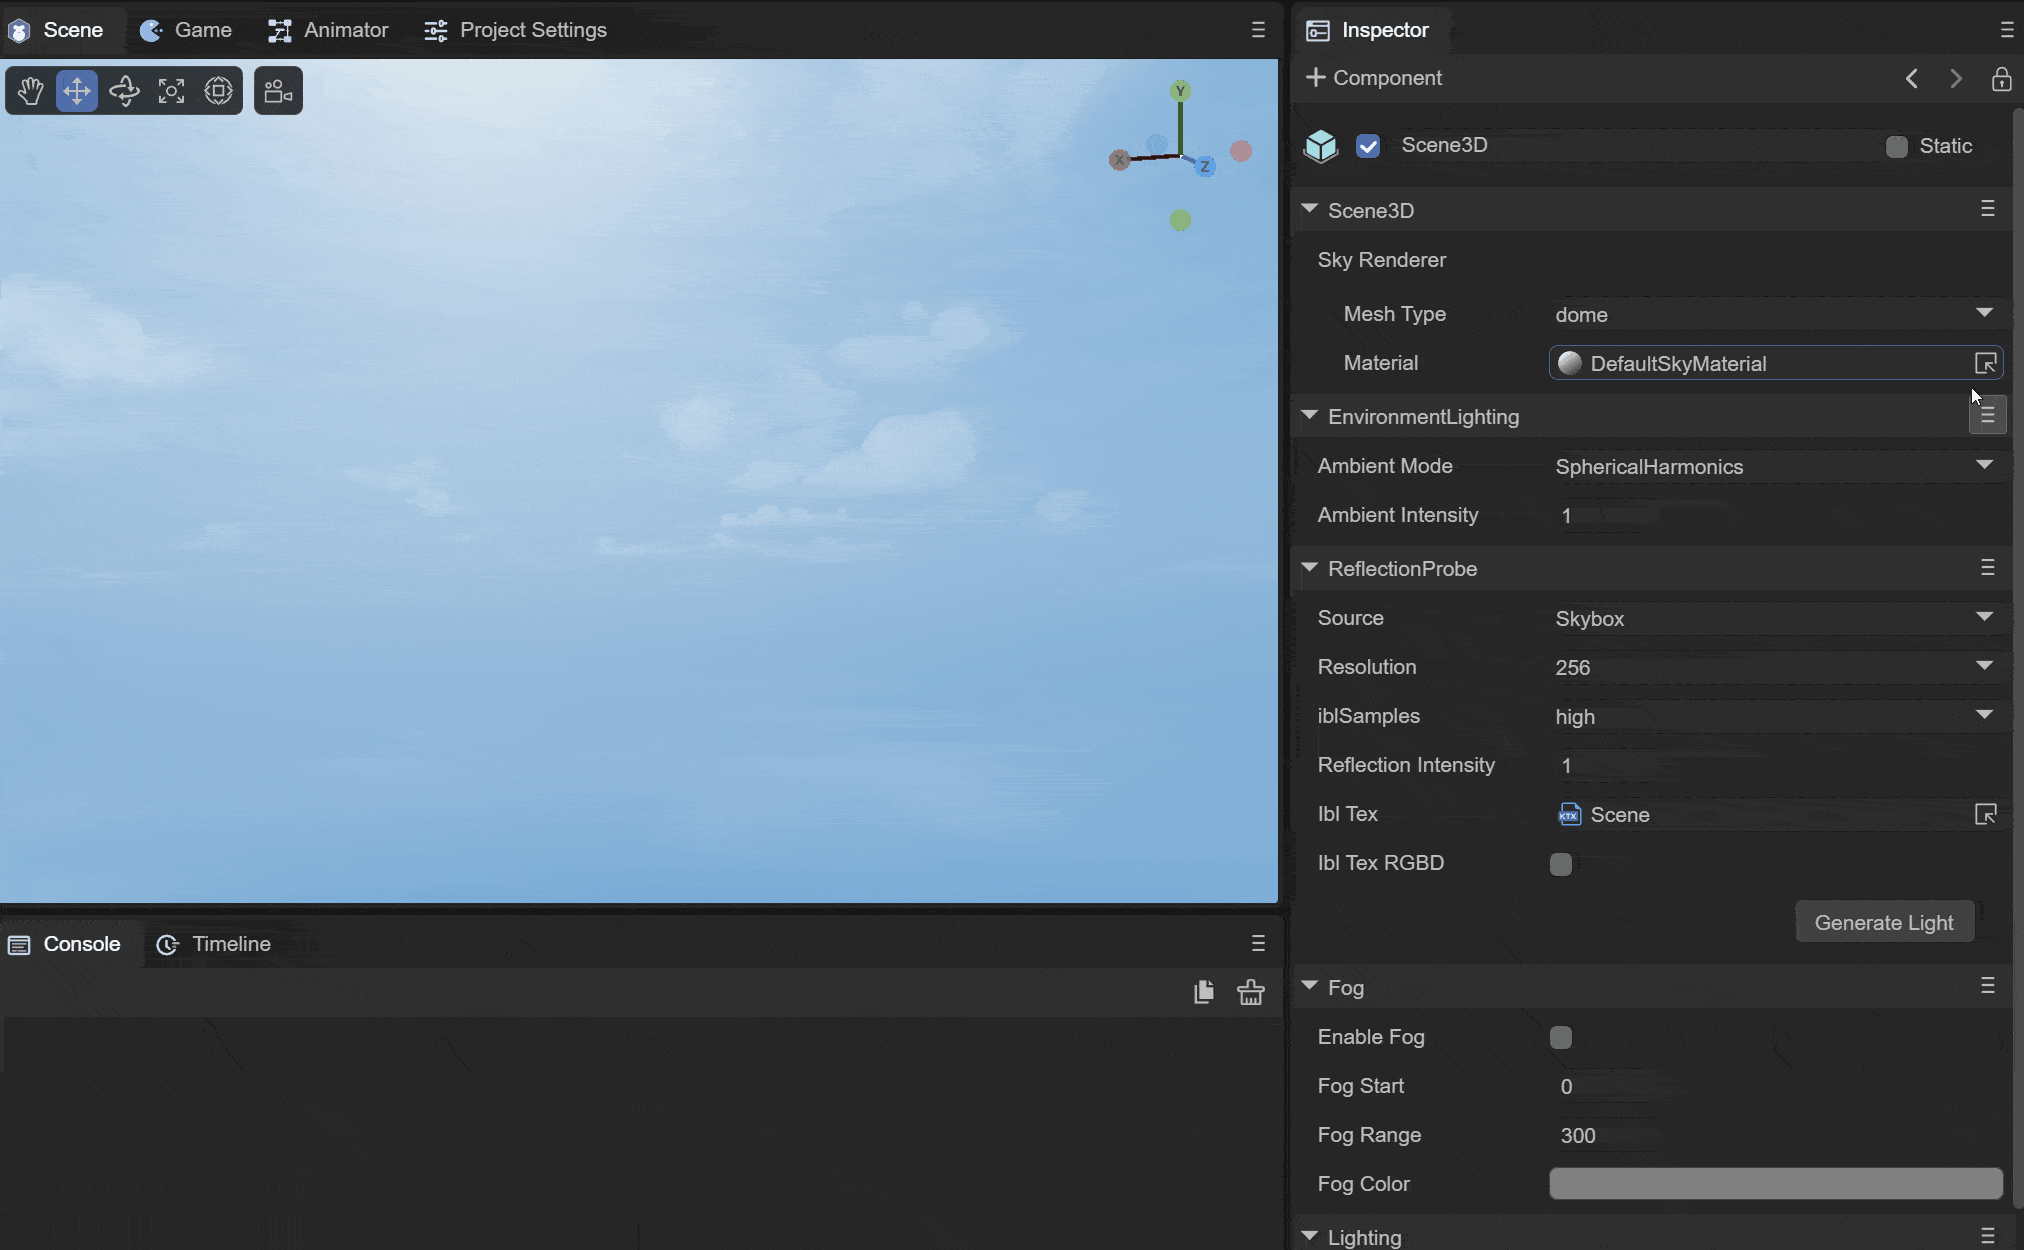 Scene Game Animator Project Settings
Y
X
Z
Console Timeline
Inspector
Component
Scene3D Static
Scene3D
Sky Renderer
Mesh Type dome
Material DefaultSkyMaterial
EnvironmentLighting
Ambient Mode SphericalHarmonics
Ambient Intensity 1
ReflectionProbe
Source Skybox
Resolution 256
iblSamples high
Reflection Intensity 1
Ibl Tex KTX Scene
Ibl Tex RGBD
Generate Light
Fog
Enable Fog
Fog Start 0
Fog Range 300
Fog Color
Lighting